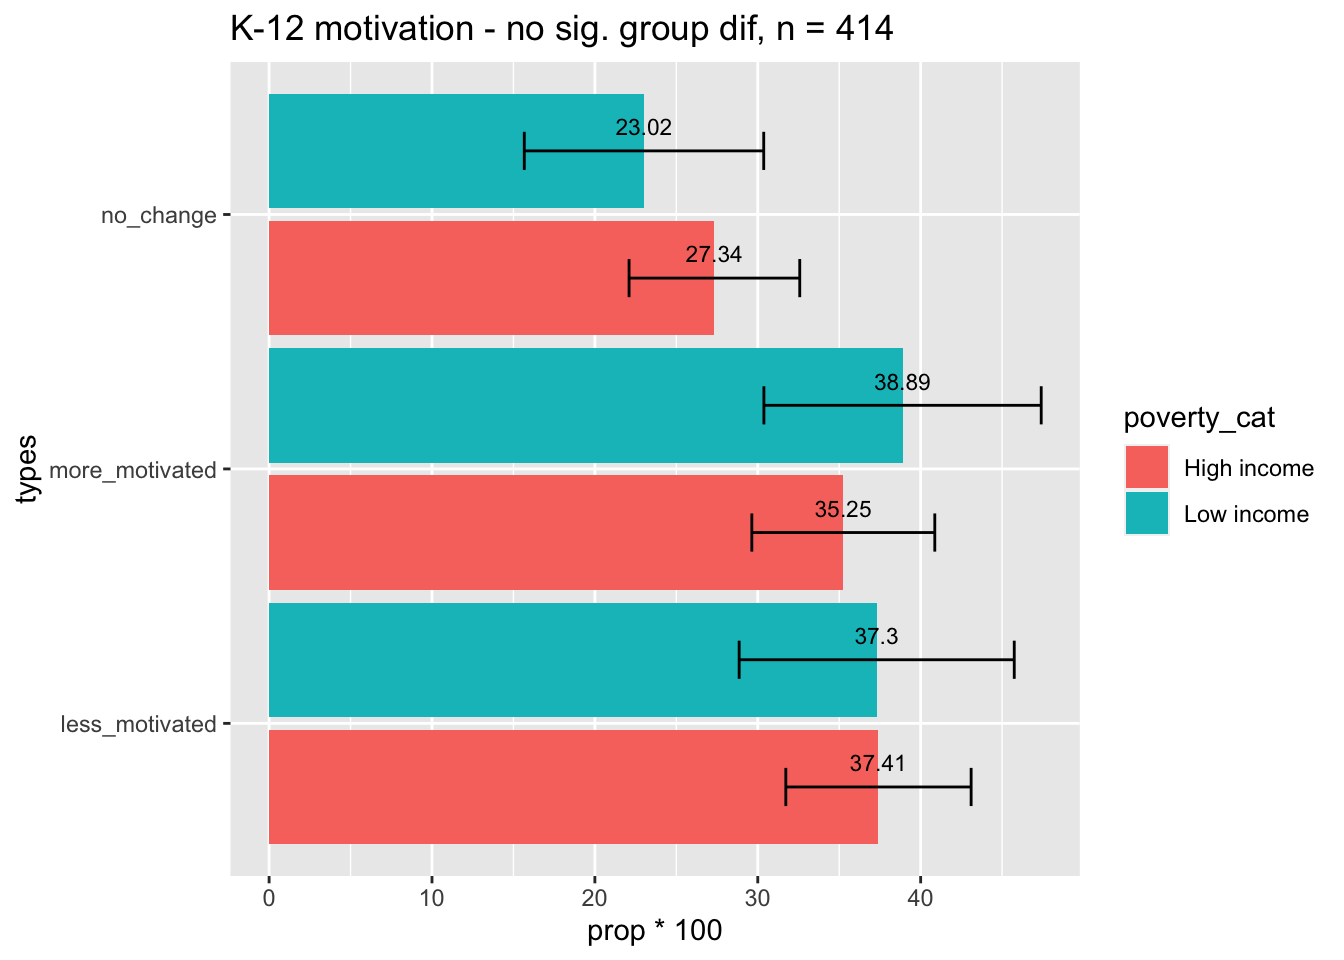 K-12 motivation - no sig. group dif, n = 414
23.02
no_change
27.34
38.89
types
more_motivated
35.25
37.3
less_motivated
37.41
0 10 20 30 40
prop * 100
poverty_cat
High income
Low income